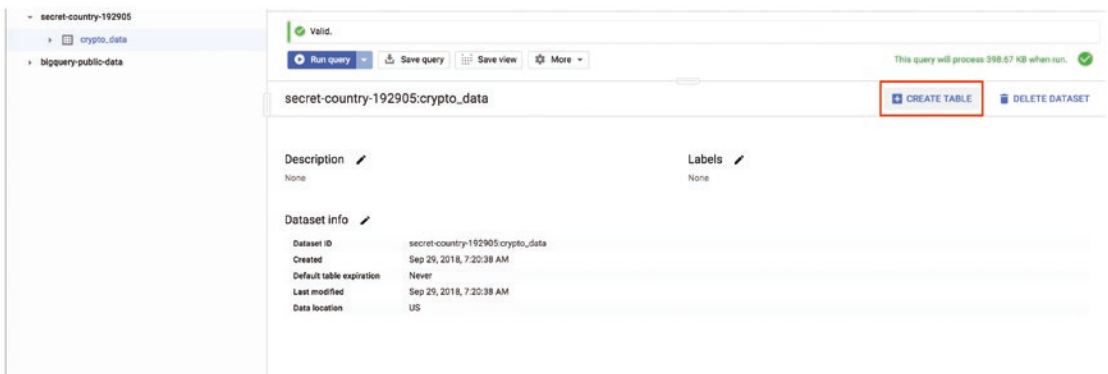 secret-country-192905
crypto_data
bigquery-public-data
Valid.
Run query Save query Save view More This query will process 398.67 KB when run.
secret-country-192905:crypto_data CREATE TABLE DELETE DATASET
Description Labels
None None
Dataset info
Dataset ID secret-country-192905:crypto_data
Created Sep 29, 2018, 7:20:38 AM
Default table expiration Never
Last modified Sep 29, 2018, 7:20:38 AM
Data location US